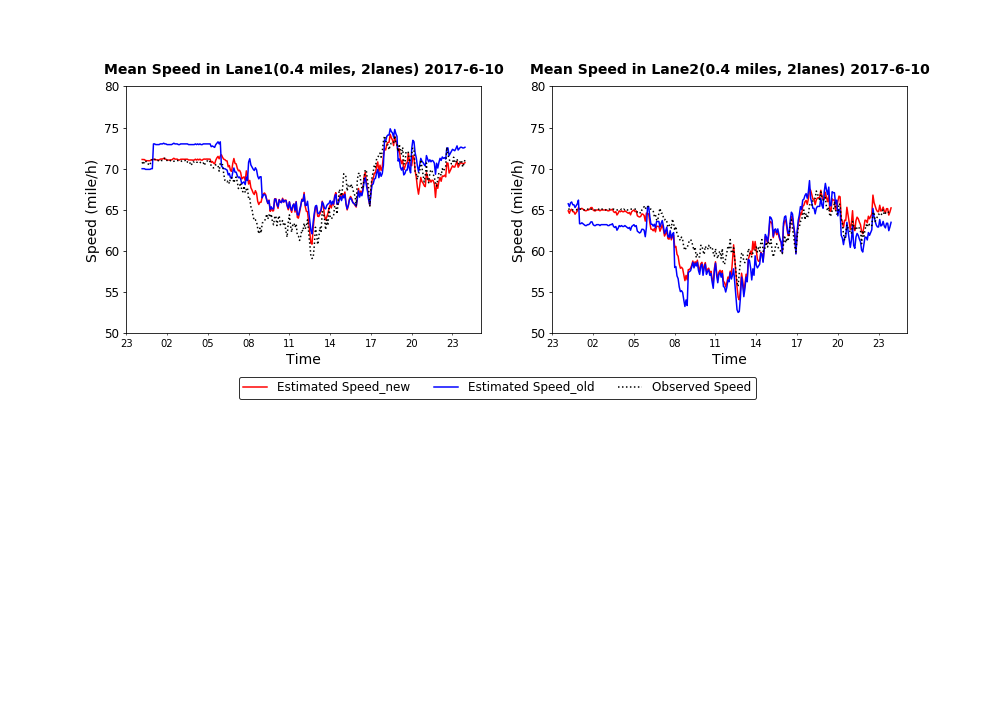 Mean Speed in Lane1(0.4 miles, 2lanes) 2017-6-10
80
75
70
65
60
55
50
Speed (mile/h)
23 02 05 08 11 14 17 20 23
Time
Mean Speed in Lane2(0.4 miles, 2lanes) 2017-6-10
80
75
70
65
60
55
50
Speed (mile/h)
23 02 05 08 11 14 17 20 23
Time
Estimated Speed_new Estimated Speed_old Observed Speed